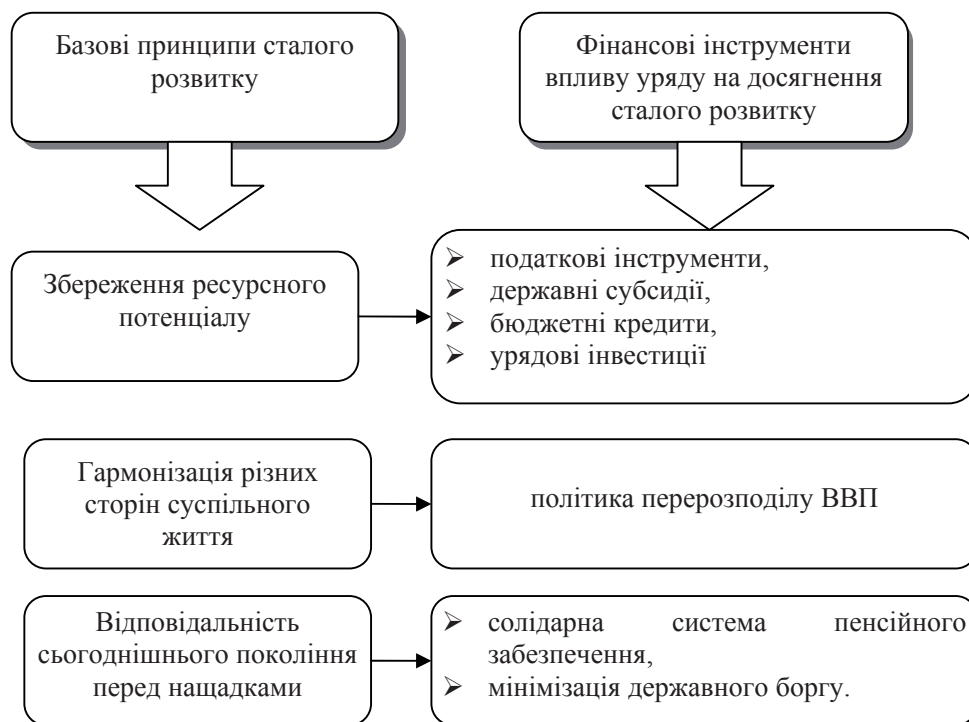 Базові принципи сталого
розвитку
Фінансові інструменти
впливу уряду на досягнення
сталого розвитку
Збереження ресурсного
потенціалу
податкові інструменти,
державні субсидії,
бюджетні кредити,
урядові інвестиції
Гармонізація різних
сторін суспільного
життя
політика перерозподілу ВВП
Відповідальність
сьогоднішнього покоління
перед нащадками
солідарна система пенсійного
забезпечення,
мінімізація державного боргу.